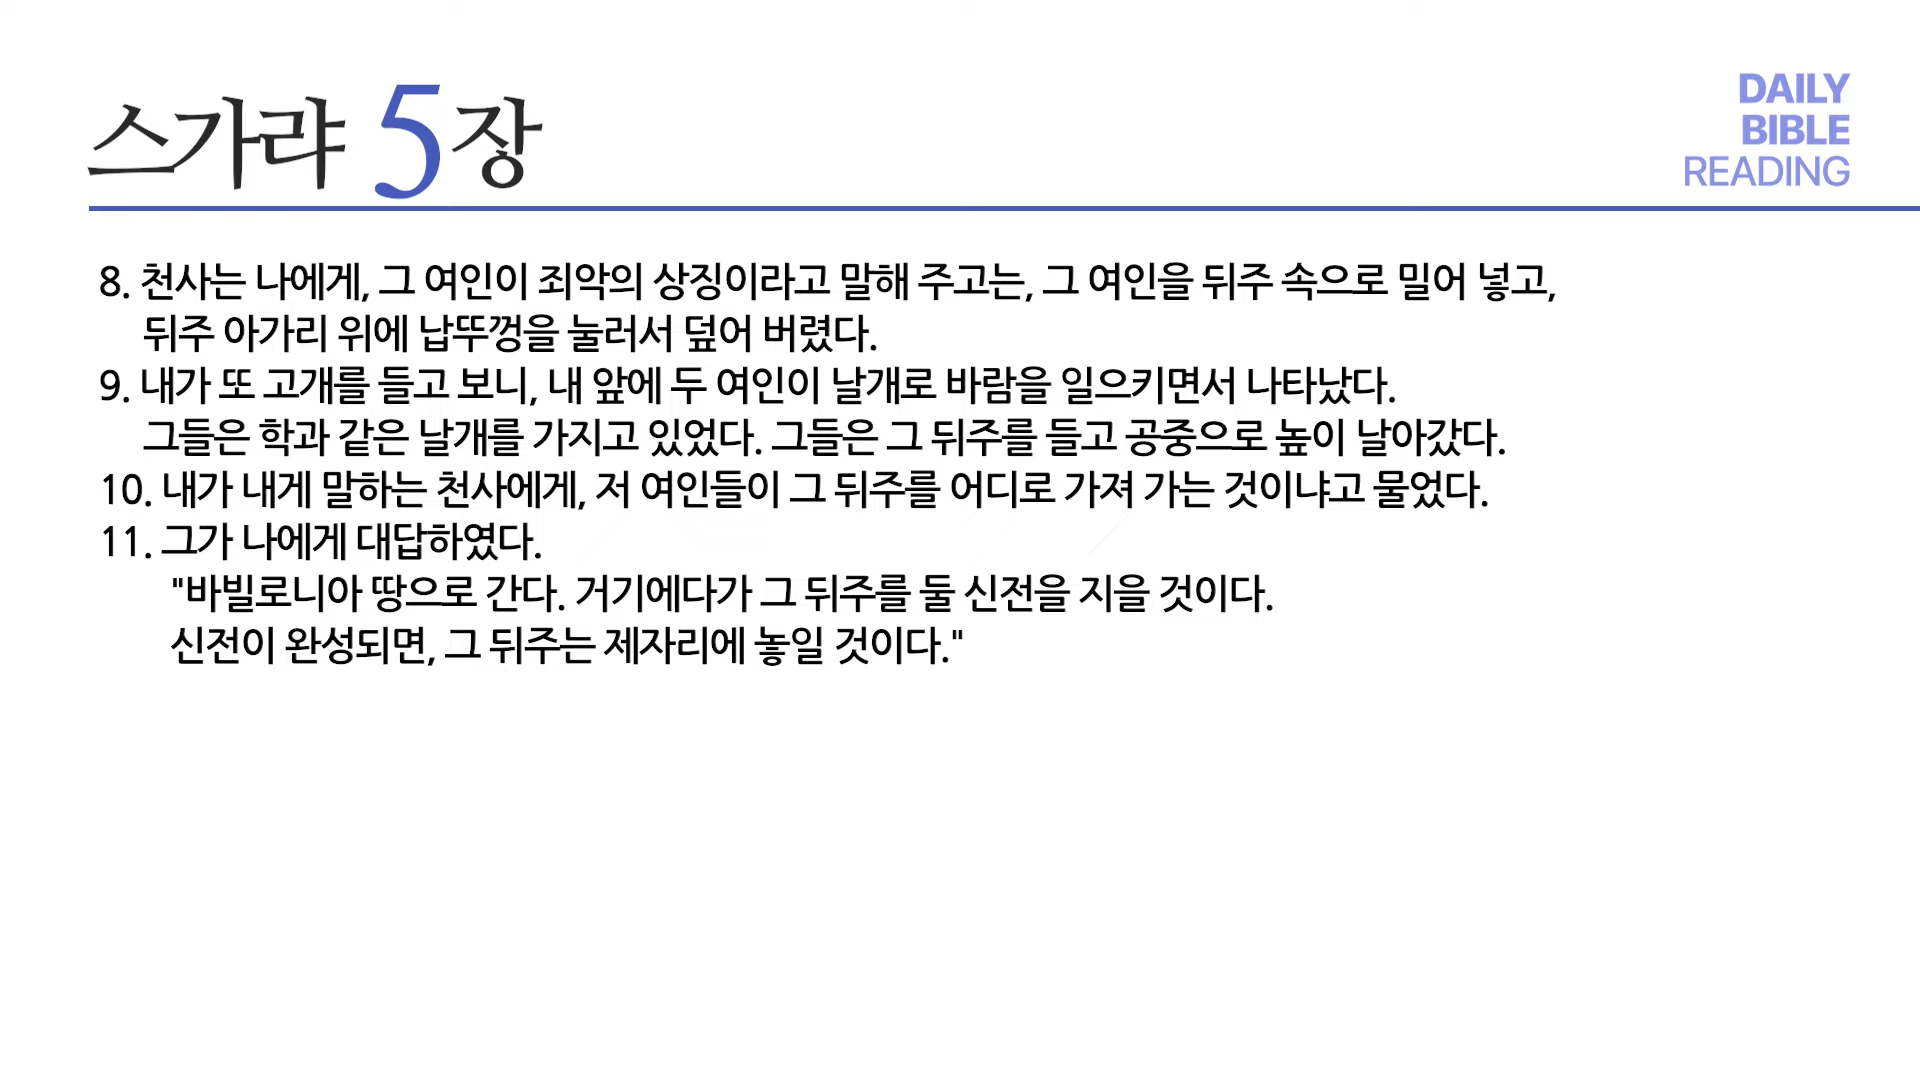 스가랴 5장
DAILY
BIBLE
READING
8. 천사는 나에게, 그 여인이 죄악의 상징이라고 말해 주고는, 그 여인을 뒤주 속으로 밀어 넣고,
뒤주 아가리 위에 납뚜껑을 눌러서 덮어 버렸다.
9. 내가 또 고개를 들고 보니, 내 앞에 두 여인이 날개로 바람을 일으키면서 나타났다.
그들은 학과 같은 날개를 가지고 있었다. 그들은 그 뒤주를 들고 공중으로 높이 날아갔다.
10. 내가 내게 말하는 천사에게, 저 여인들이 그 뒤주를 어디로 가져 가는 것이냐고 물었다.
11. 그가 나에게 대답하였다.
"바빌로니아 땅으로 간다. 거기에다가 그 뒤주를 둘 신전을 지을 것이다.
신전이 완성되면, 그 뒤주는 제자리에 놓일 것이다."